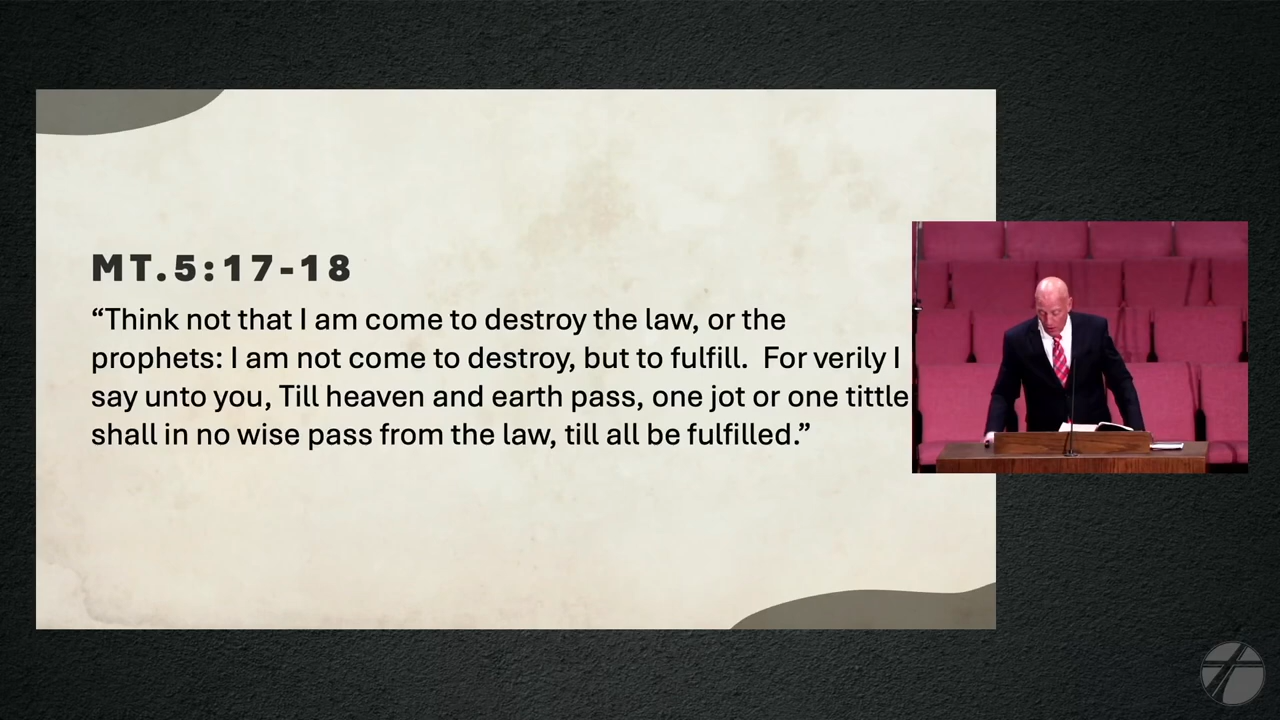 MT.5:17-18
“Think not that I am come to destroy the law, or the
prophets: I am not come to destroy, but to fulfill.  For verily I
say unto you, Till heaven and earth pass, one jot or one tittle
shall in no wise pass from the law, till all be fulfilled.”